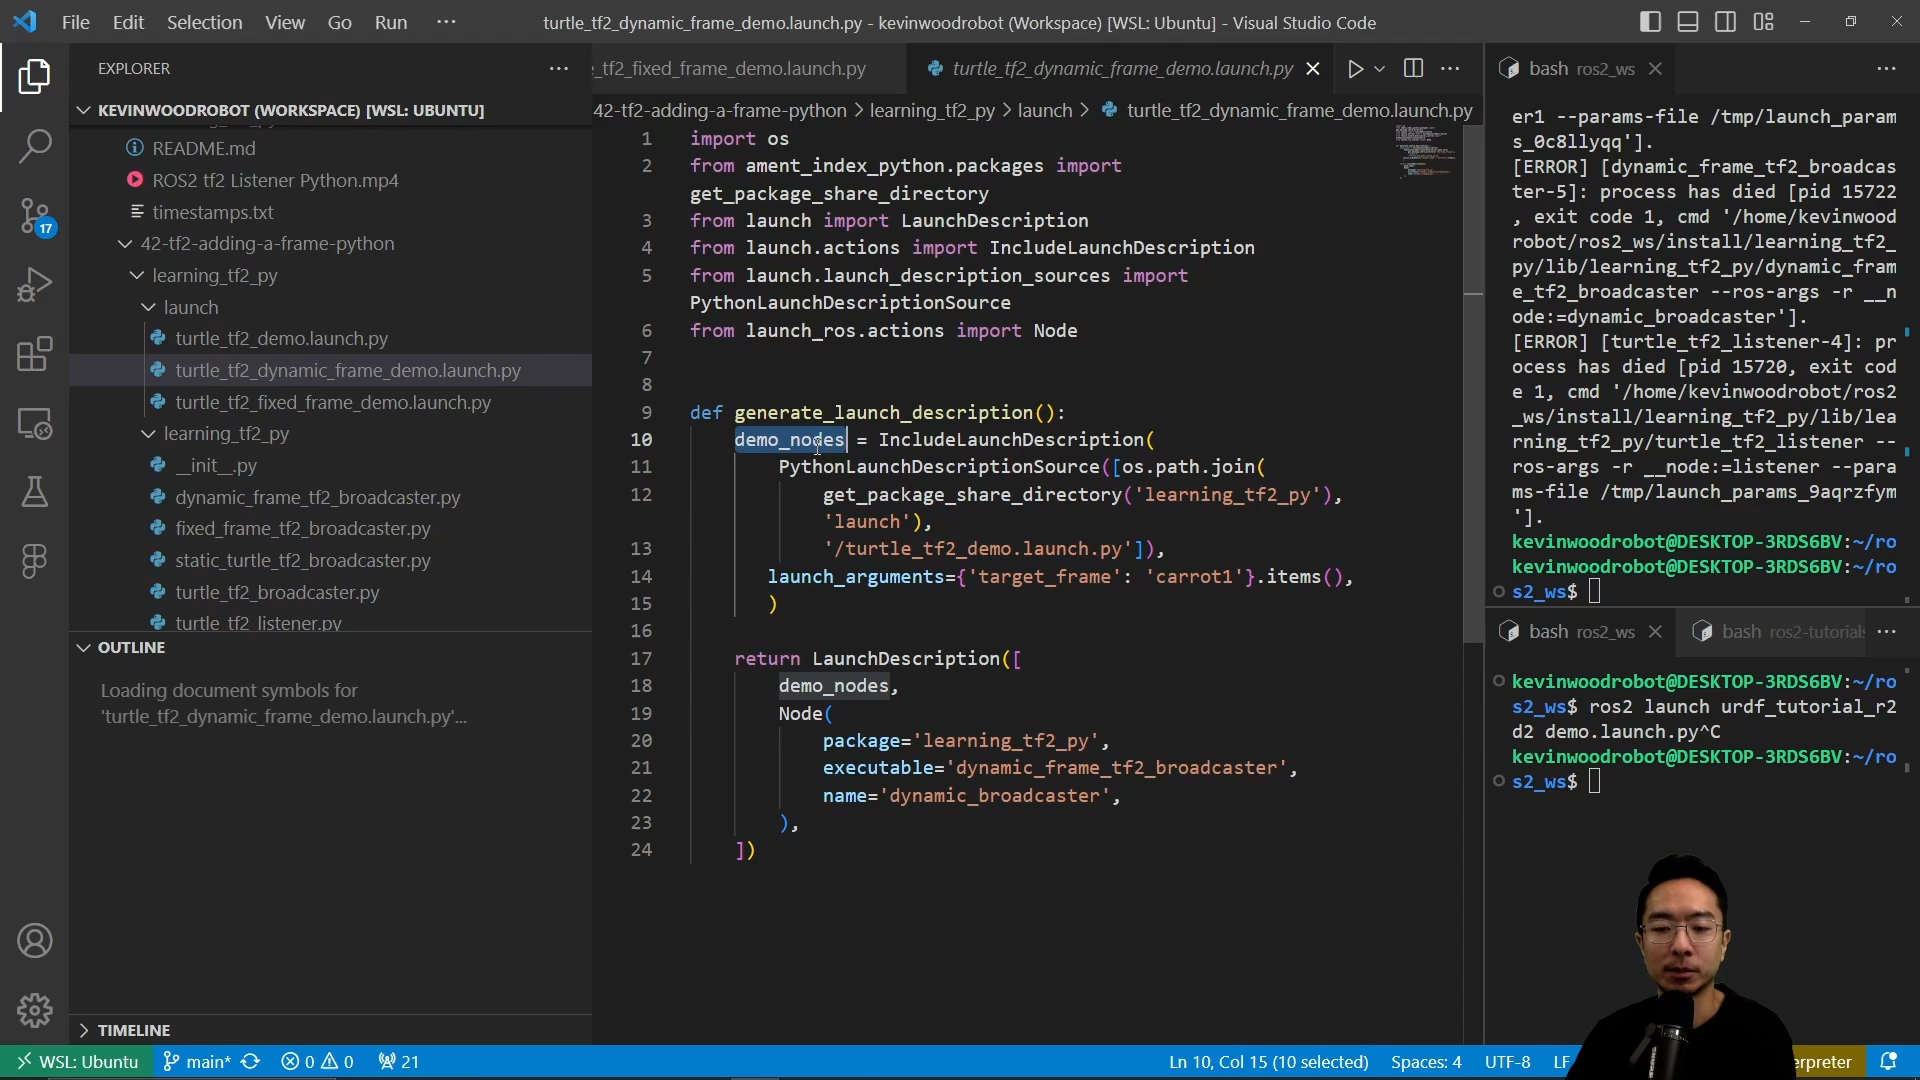 File Edit Selection View Go Run ··· turtle_tf2_dynamic_frame_demo.launch.py - kevinwoodrobot (Workspace) [WSL: Ubuntu] - Visual Studio Code
EXPLORER ···
KEVINWOODROBOT (WORKSPACE) [WSL: UBUNTU]
README.md
ROS2 tf2 Listener Python.mp4
timestamps.txt
42-tf2-adding-a-frame-python
learning_tf2_py
launch
turtle_tf2_demo.launch.py
turtle_tf2_dynamic_frame_demo.launch.py
turtle_tf2_fixed_frame_demo.launch.py
learning_tf2_py
__init__.py
dynamic_frame_tf2_broadcaster.py
fixed_frame_tf2_broadcaster.py
static_turtle_tf2_broadcaster.py
turtle_tf2_broadcaster.py
turtle_tf2_listener.py
OUTLINE
Loading document symbols for
'turtle_tf2_dynamic_frame_demo.launch.py'...
TIMELINE
17
_tf2_fixed_frame_demo.launch.py turtle_tf2_dynamic_frame_demo.launch.py
42-tf2-adding-a-frame-python > learning_tf2_py > launch > turtle_tf2_dynamic_frame_demo.launch.py
1 import os
2 from ament_index_python.packages import
get_package_share_directory
3 from launch import LaunchDescription
4 from launch.actions import IncludeLaunchDescription
5 from launch.launch_description_sources import
PythonLaunchDescriptionSource
6 from launch_ros.actions import Node
7
8
9 def generate_launch_description():
10 demo_nodes = IncludeLaunchDescription(
11 PythonLaunchDescriptionSource([os.path.join(
12 get_package_share_directory('learning_tf2_py'),
'launch'),
13 '/turtle_tf2_demo.launch.py']),
14 launch_arguments={'target_frame': 'carrot1'}.items(),
15 )
16
17 return LaunchDescription([
18 demo_nodes,
19 Node(
20 package='learning_tf2_py',
21 executable='dynamic_frame_tf2_broadcaster',
22 name='dynamic_broadcaster',
23 ),
24 ])
bash ros2_ws
er1 --params-file /tmp/launch_param
s_0c8llyqq'].
[ERROR] [dynamic_frame_tf2_broadcas
ter-5]: process has died [pid 15722
, exit code 1, cmd '/home/kevinwood
robot/ros2_ws/install/learning_tf2_
py/lib/learning_tf2_py/dynamic_fram
e_tf2_broadcaster --ros-args -r __n
ode:=dynamic_broadcaster'].
[ERROR] [turtle_tf2_listener-4]: pr
ocess has died [pid 15720, exit cod
e 1, cmd '/home/kevinwoodrobot/ros2
_ws/install/learning_tf2_py/lib/lea
rning_tf2_py/turtle_tf2_listener --
ros-args -r __node:=listener --para
ms-file /tmp/launch_params_9aqrzfym
'].
kevinwoodrobot@DESKTOP-3RDS6BV:~/ro
kevinwoodrobot@DESKTOP-3RDS6BV:~/ro
s2_ws$
bash ros2_ws bash ros2-tutorials
kevinwoodrobot@DESKTOP-3RDS6BV:~/ro
s2_ws$ ros2 launch urdf_tutorial_r2
d2 demo.launch.py^C
kevinwoodrobot@DESKTOP-3RDS6BV:~/ro
s2_ws$
WSL: Ubuntu main* 0 0 21 Ln 10, Col 15 (10 selected) Spaces: 4 UTF-8 LF erpreter